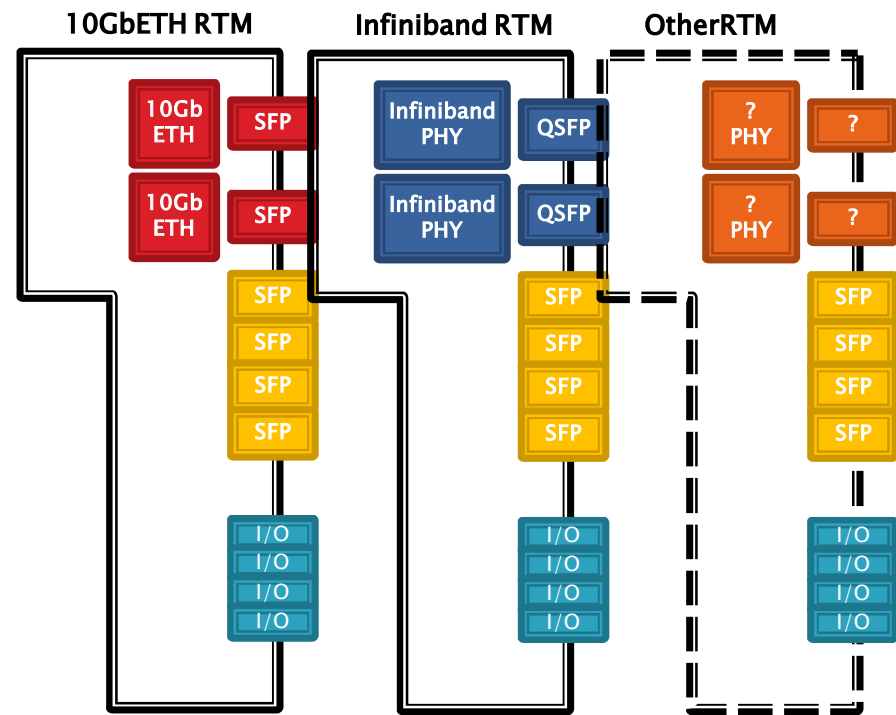 10GbETH RTM
10Gb
ETH
SFP
10Gb
ETH
SFP
SFP
SFP
SFP
SFP
I/O
I/O
I/O
I/O
Infiniband RTM
Infiniband
PHY
QSFP
Infiniband
PHY
QSFP
SFP
SFP
SFP
SFP
I/O
I/O
I/O
I/O
OtherRTM
?
PHY
?
?
PHY
?
SFP
SFP
SFP
SFP
I/O
I/O
I/O
I/O